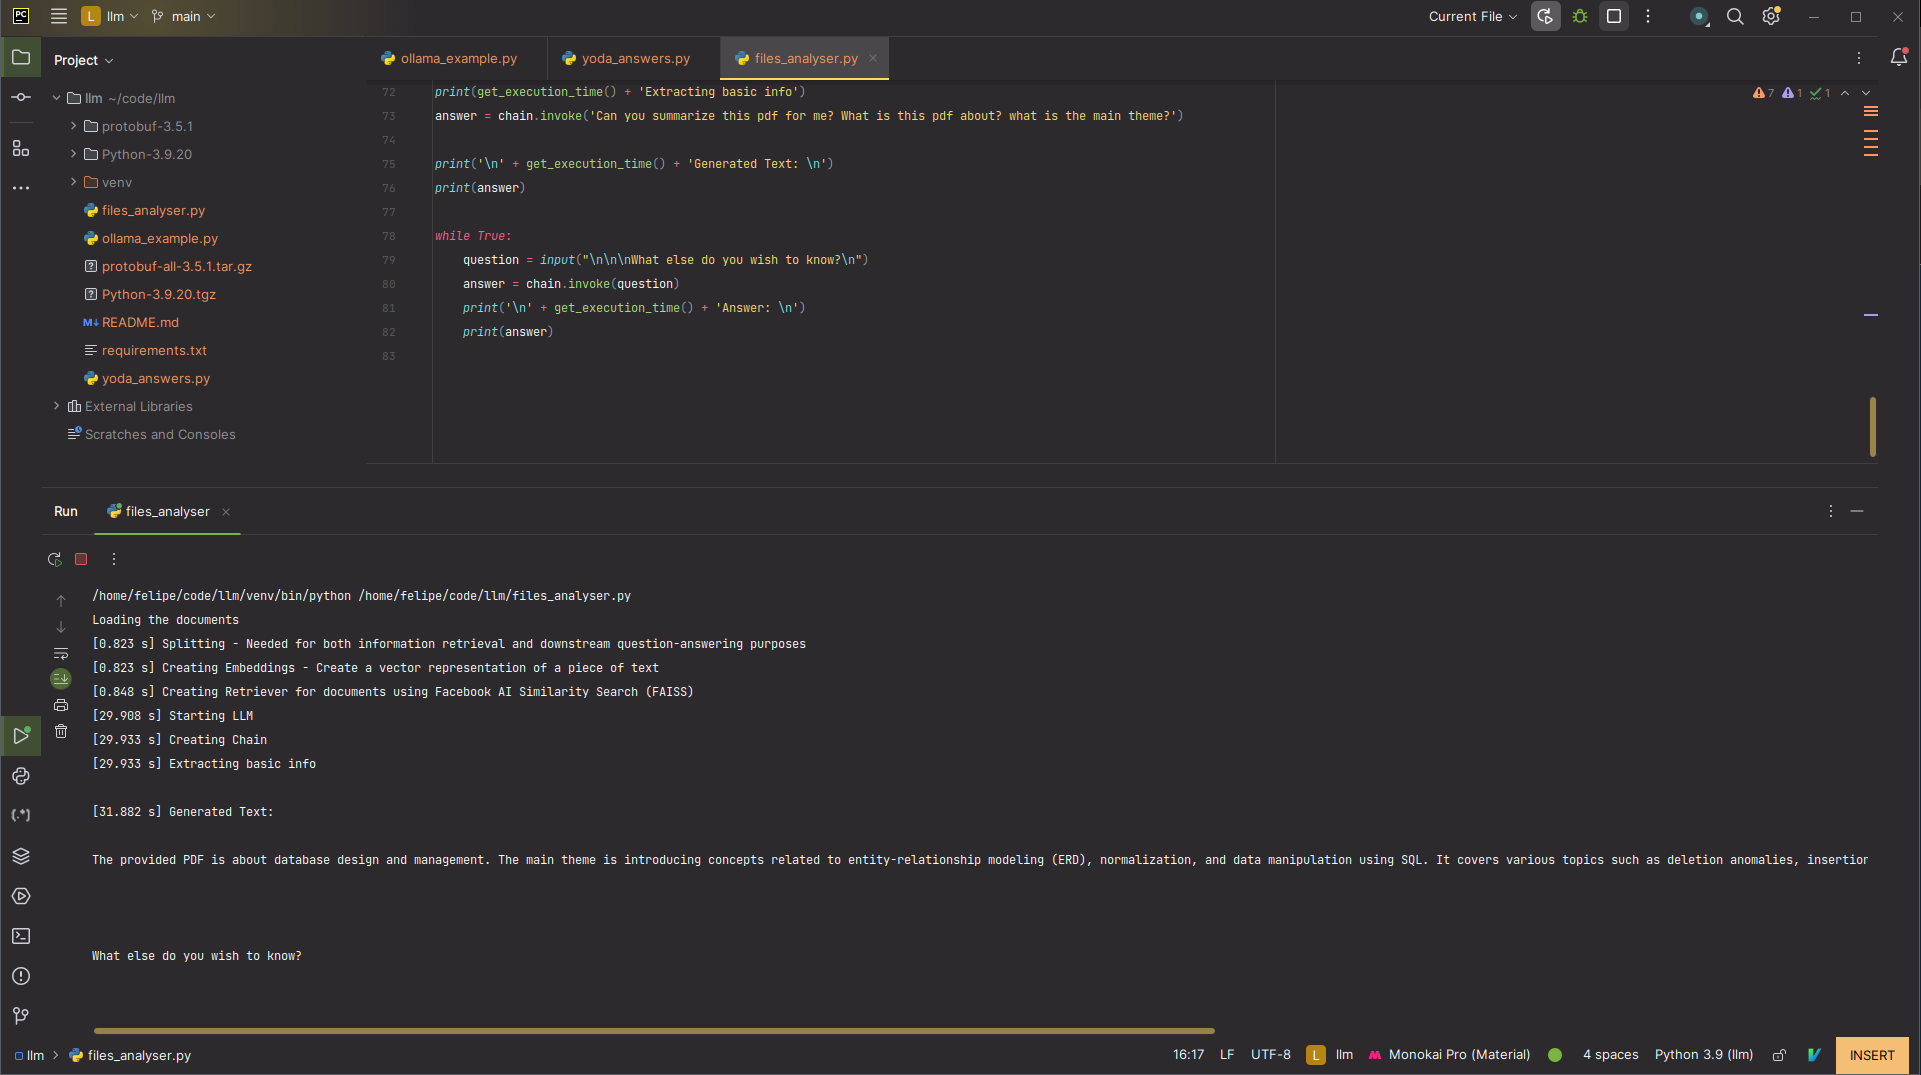 PC L llm main Current File
Project
ollama_example.py yoda_answers.py files_analyser.py
llm ~/code/llm
protobuf-3.5.1
Python-3.9.20
venv
files_analyser.py
ollama_example.py
protobuf-all-3.5.1.tar.gz
Python-3.9.20.tgz
M↓ README.md
requirements.txt
yoda_answers.py
External Libraries
Scratches and Consoles
7 1 1
72 print(get_execution_time() + 'Extracting basic info')
73 answer = chain.invoke('Can you summarize this pdf for me? What is this pdf about? what is the main theme?')
74
75 print('\n' + get_execution_time() + 'Generated Text: \n')
76 print(answer)
77
78 while True:
79 question = input("\n\n\nWhat else do you wish to know?\n")
80 answer = chain.invoke(question)
81 print('\n' + get_execution_time() + 'Answer: \n')
82 print(answer)
83
Run files_analyser
/home/felipe/code/llm/venv/bin/python /home/felipe/code/llm/files_analyser.py
Loading the documents
[0.823 s] Splitting - Needed for both information retrieval and downstream question-answering purposes
[0.823 s] Creating Embeddings - Create a vector representation of a piece of text
[0.848 s] Creating Retriever for documents using Facebook AI Similarity Search (FAISS)
[29.908 s] Starting LLM
[29.933 s] Creating Chain
[29.933 s] Extracting basic info
[31.882 s] Generated Text:
The provided PDF is about database design and management. The main theme is introducing concepts related to entity-relationship modeling (ERD), normalization, and data manipulation using SQL. It covers various topics such as deletion anomalies, insertion
What else do you wish to know?
llm files_analyser.py 16:17 LF UTF-8 L llm Monokai Pro (Material) 4 spaces Python 3.9 (llm) INSERT